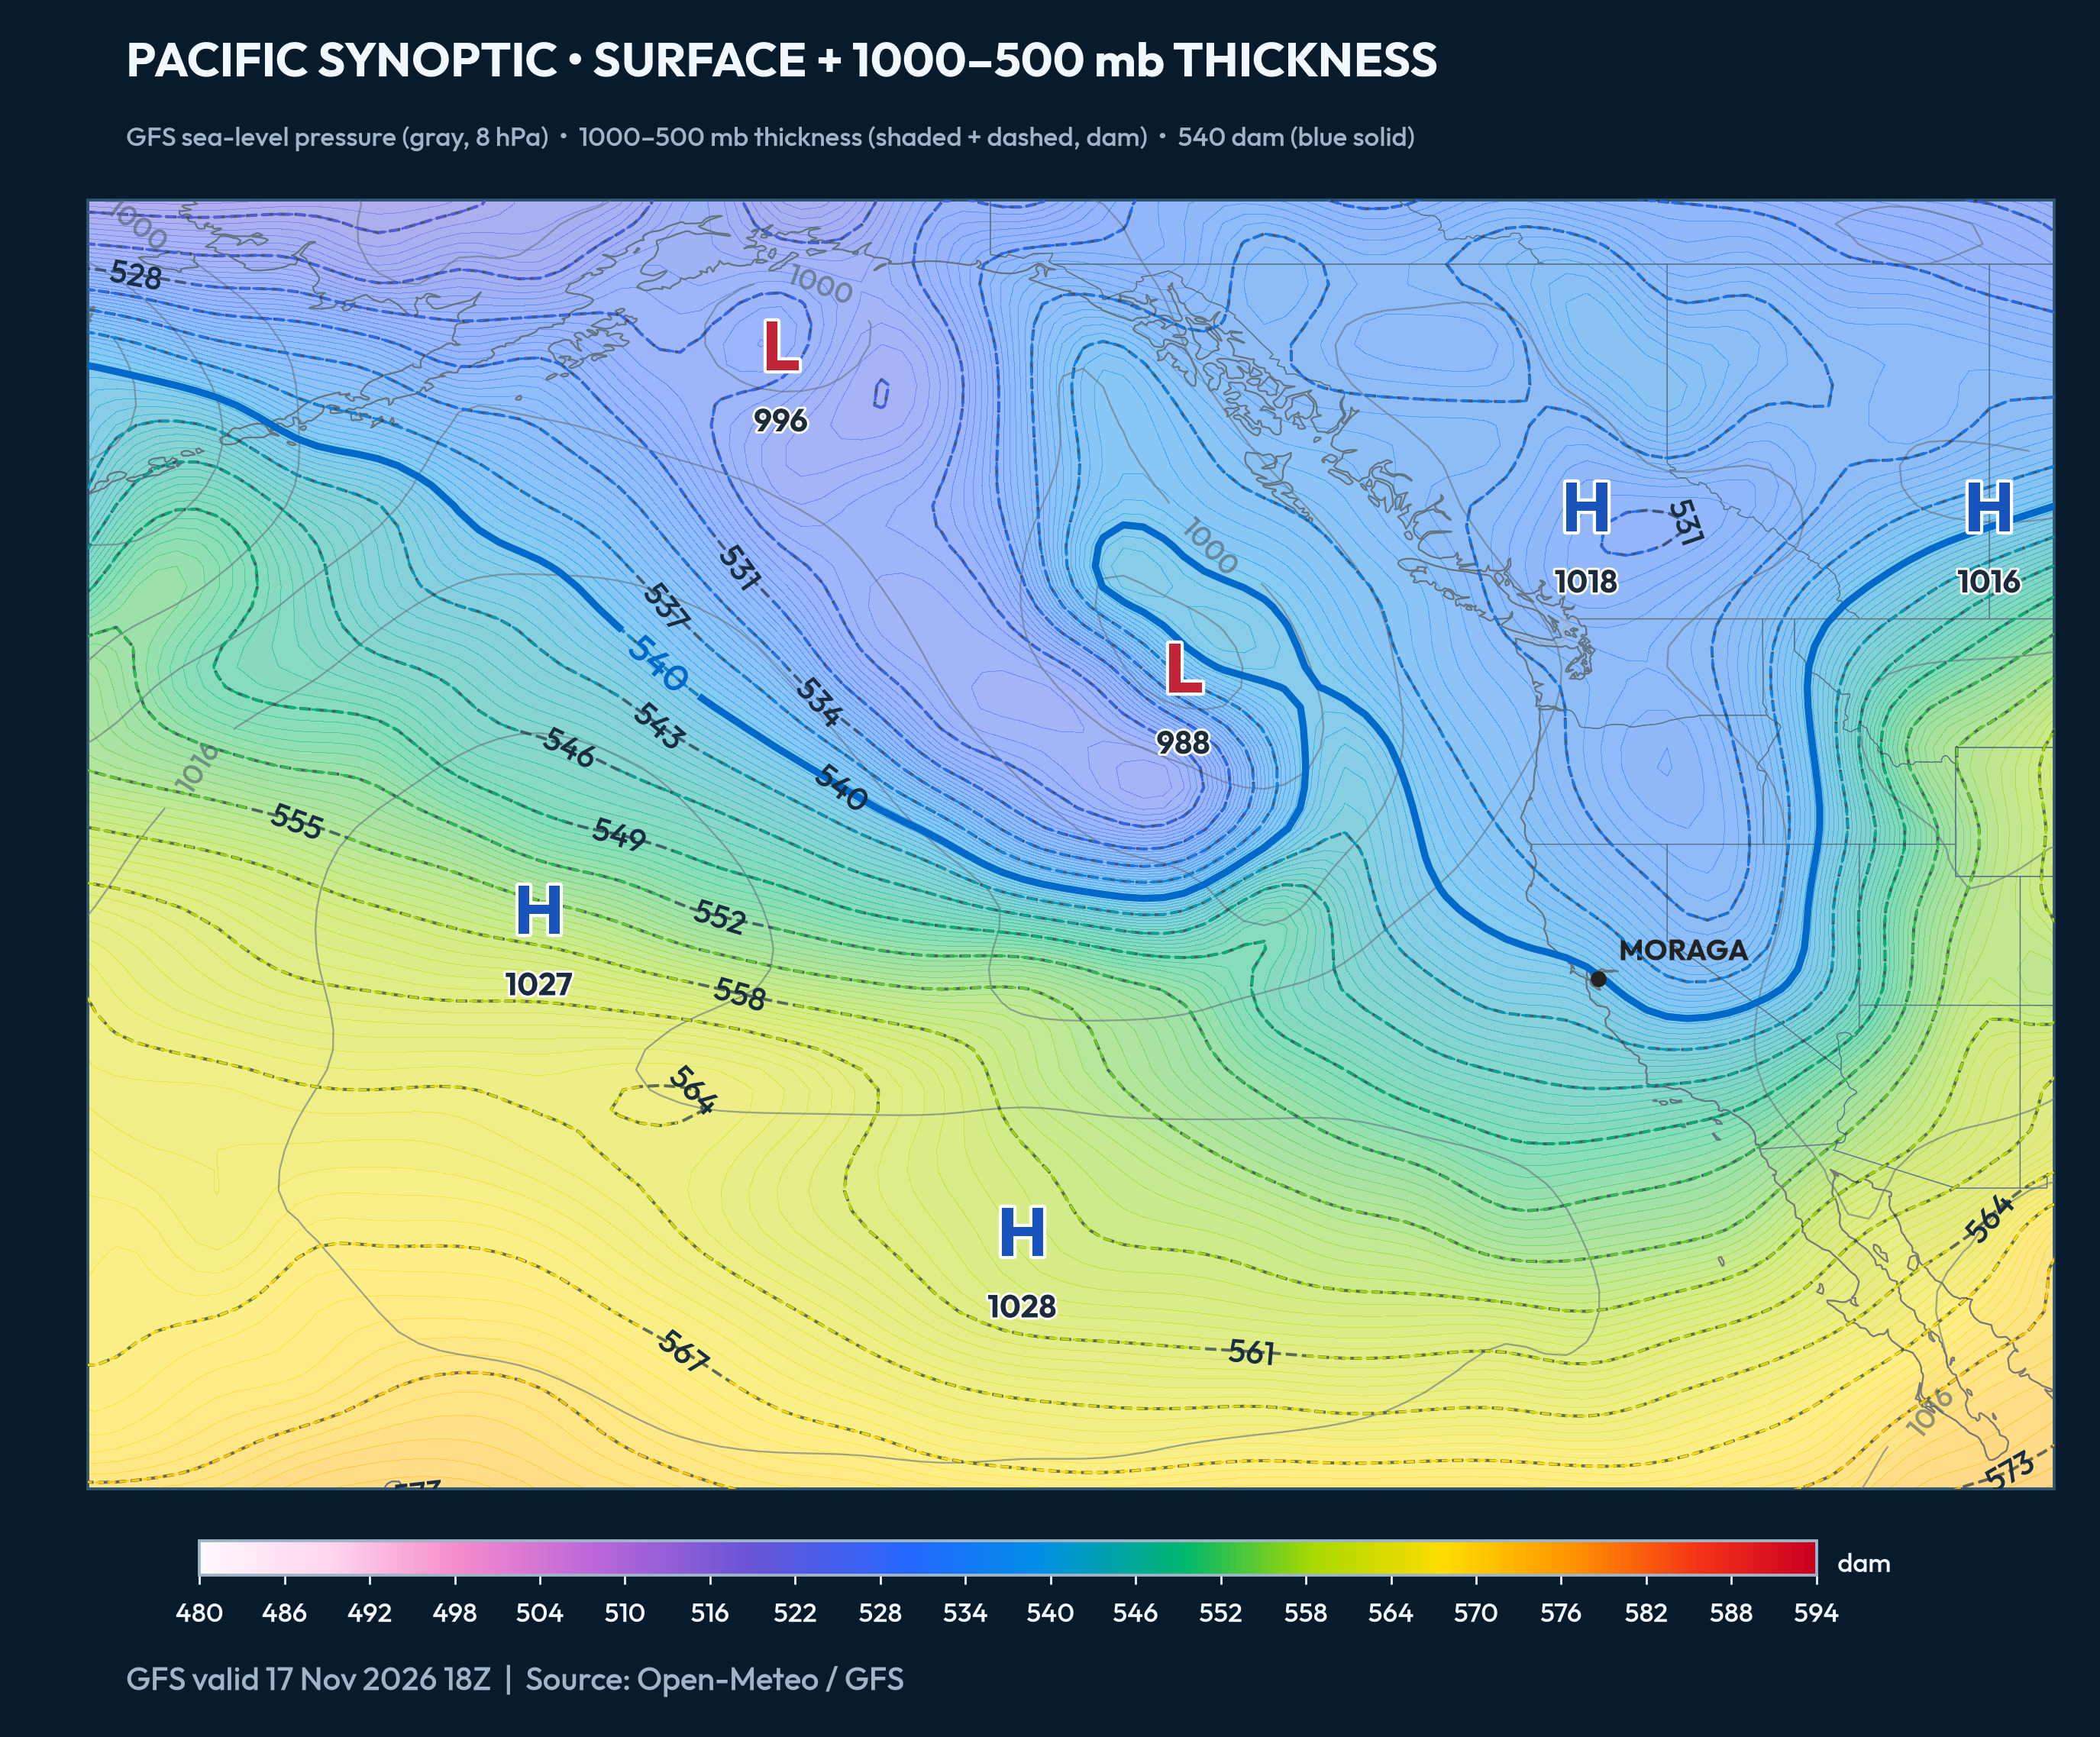 PACIFIC SYNOPTIC • SURFACE + 1000–500 mb THICKNESS
GFS sea-level pressure (gray, 8 hPa) • 1000–500 mb thickness (shaded + dashed, dam) • 540 dam (blue solid)
1000
528
1000
L
996
H
1018
531
H
1016
1000
531
537
540
534
543
546
540
L
988
1016
555
549
552
H
1027
558
MORAGA
564
564
H
1028
567
561
1016
573
573
480 486 492 498 504 510 516 522 528 534 540 546 552 558 564 570 576 582 588 594
dam
GFS valid 17 Nov 2026 18Z | Source: Open-Meteo / GFS